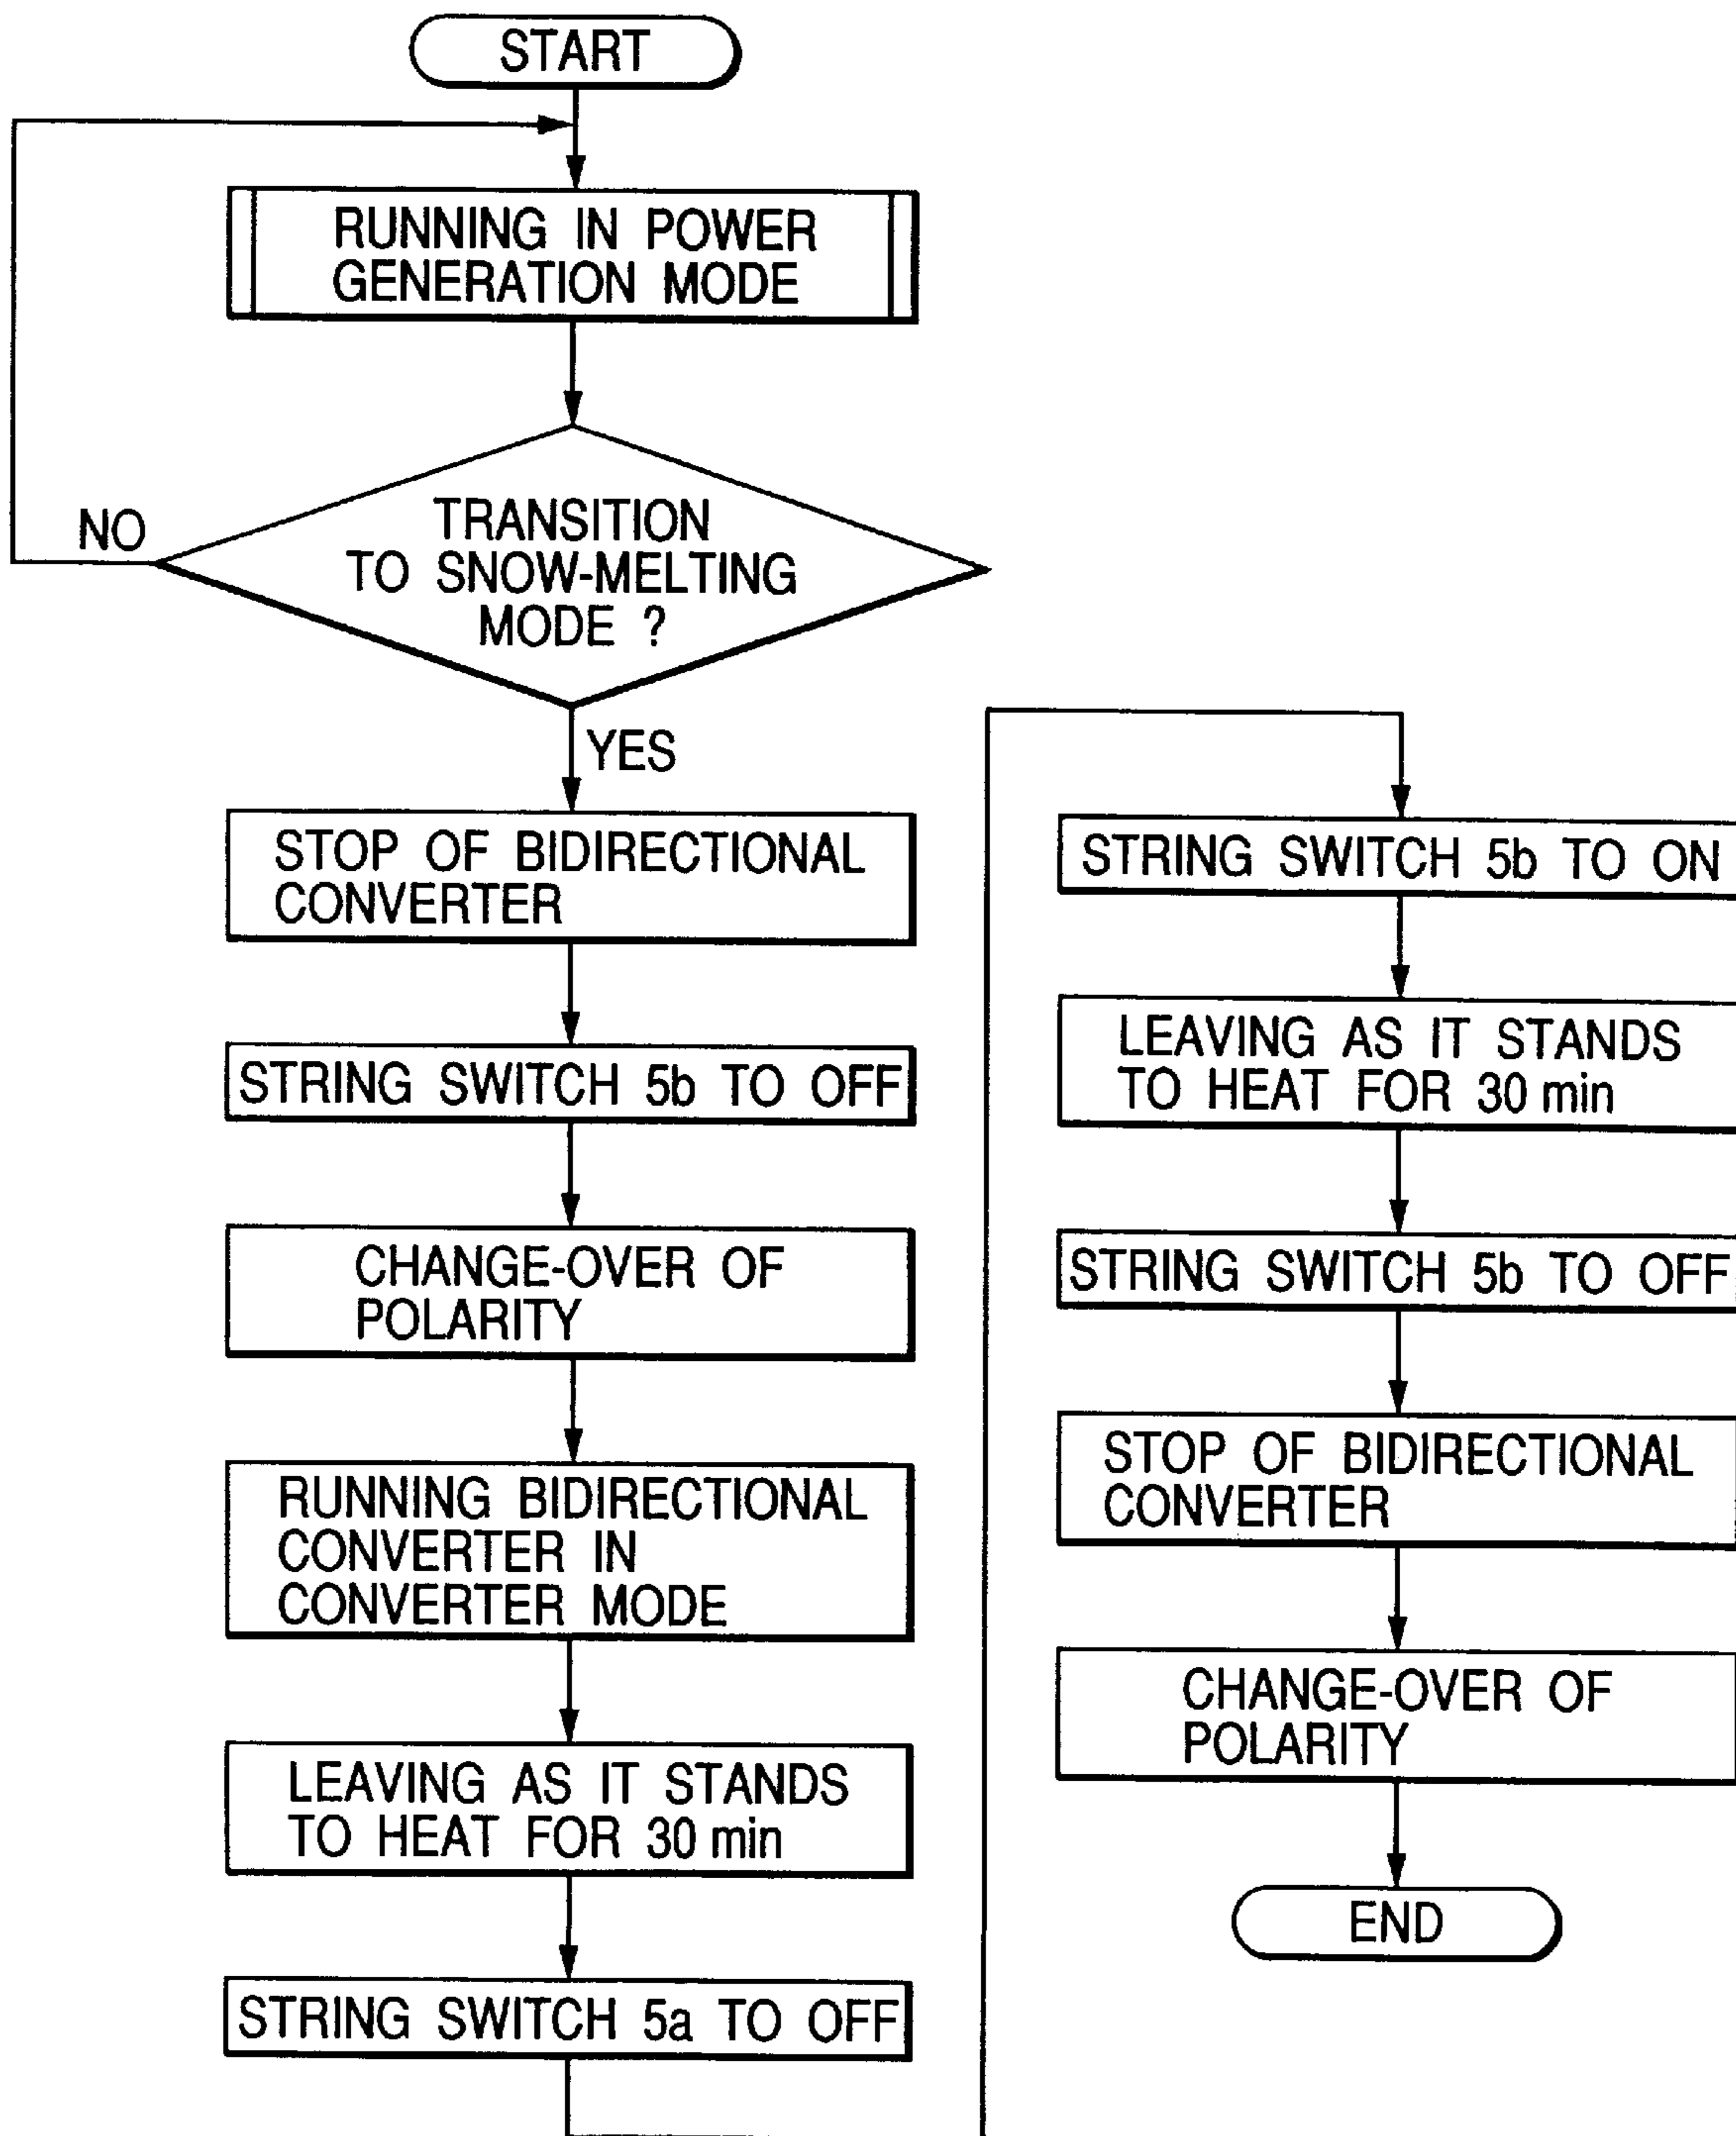 START
RUNNING IN POWER
GENERATION MODE
TRANSITION
TO SNOW-MELTING
MODE ?
NO
YES
STOP OF BIDIRECTIONAL
CONVERTER
STRING SWITCH 5b TO OFF
CHANGE-OVER OF
POLARITY
RUNNING BIDIRECTIONAL
CONVERTER IN
CONVERTER MODE
LEAVING AS IT STANDS
TO HEAT FOR 30 min
STRING SWITCH 5a TO OFF
STRING SWITCH 5b TO ON
LEAVING AS IT STANDS
TO HEAT FOR 30 min
STRING SWITCH 5b TO OFF
STOP OF BIDIRECTIONAL
CONVERTER
CHANGE-OVER OF
POLARITY
END